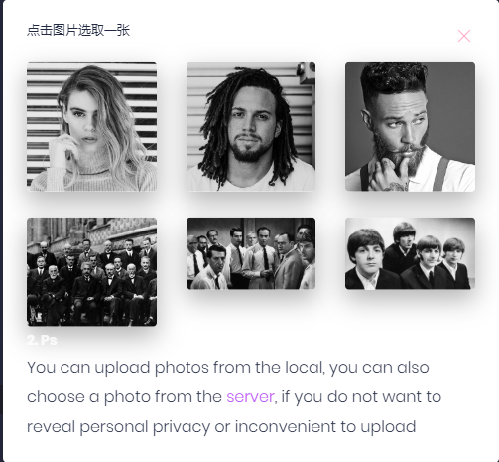 点击图片选取一张
2. Ps
You can upload photos from the local, you can also
choose a photo from the server, if you do not want to
reveal personal privacy or inconvenient to upload